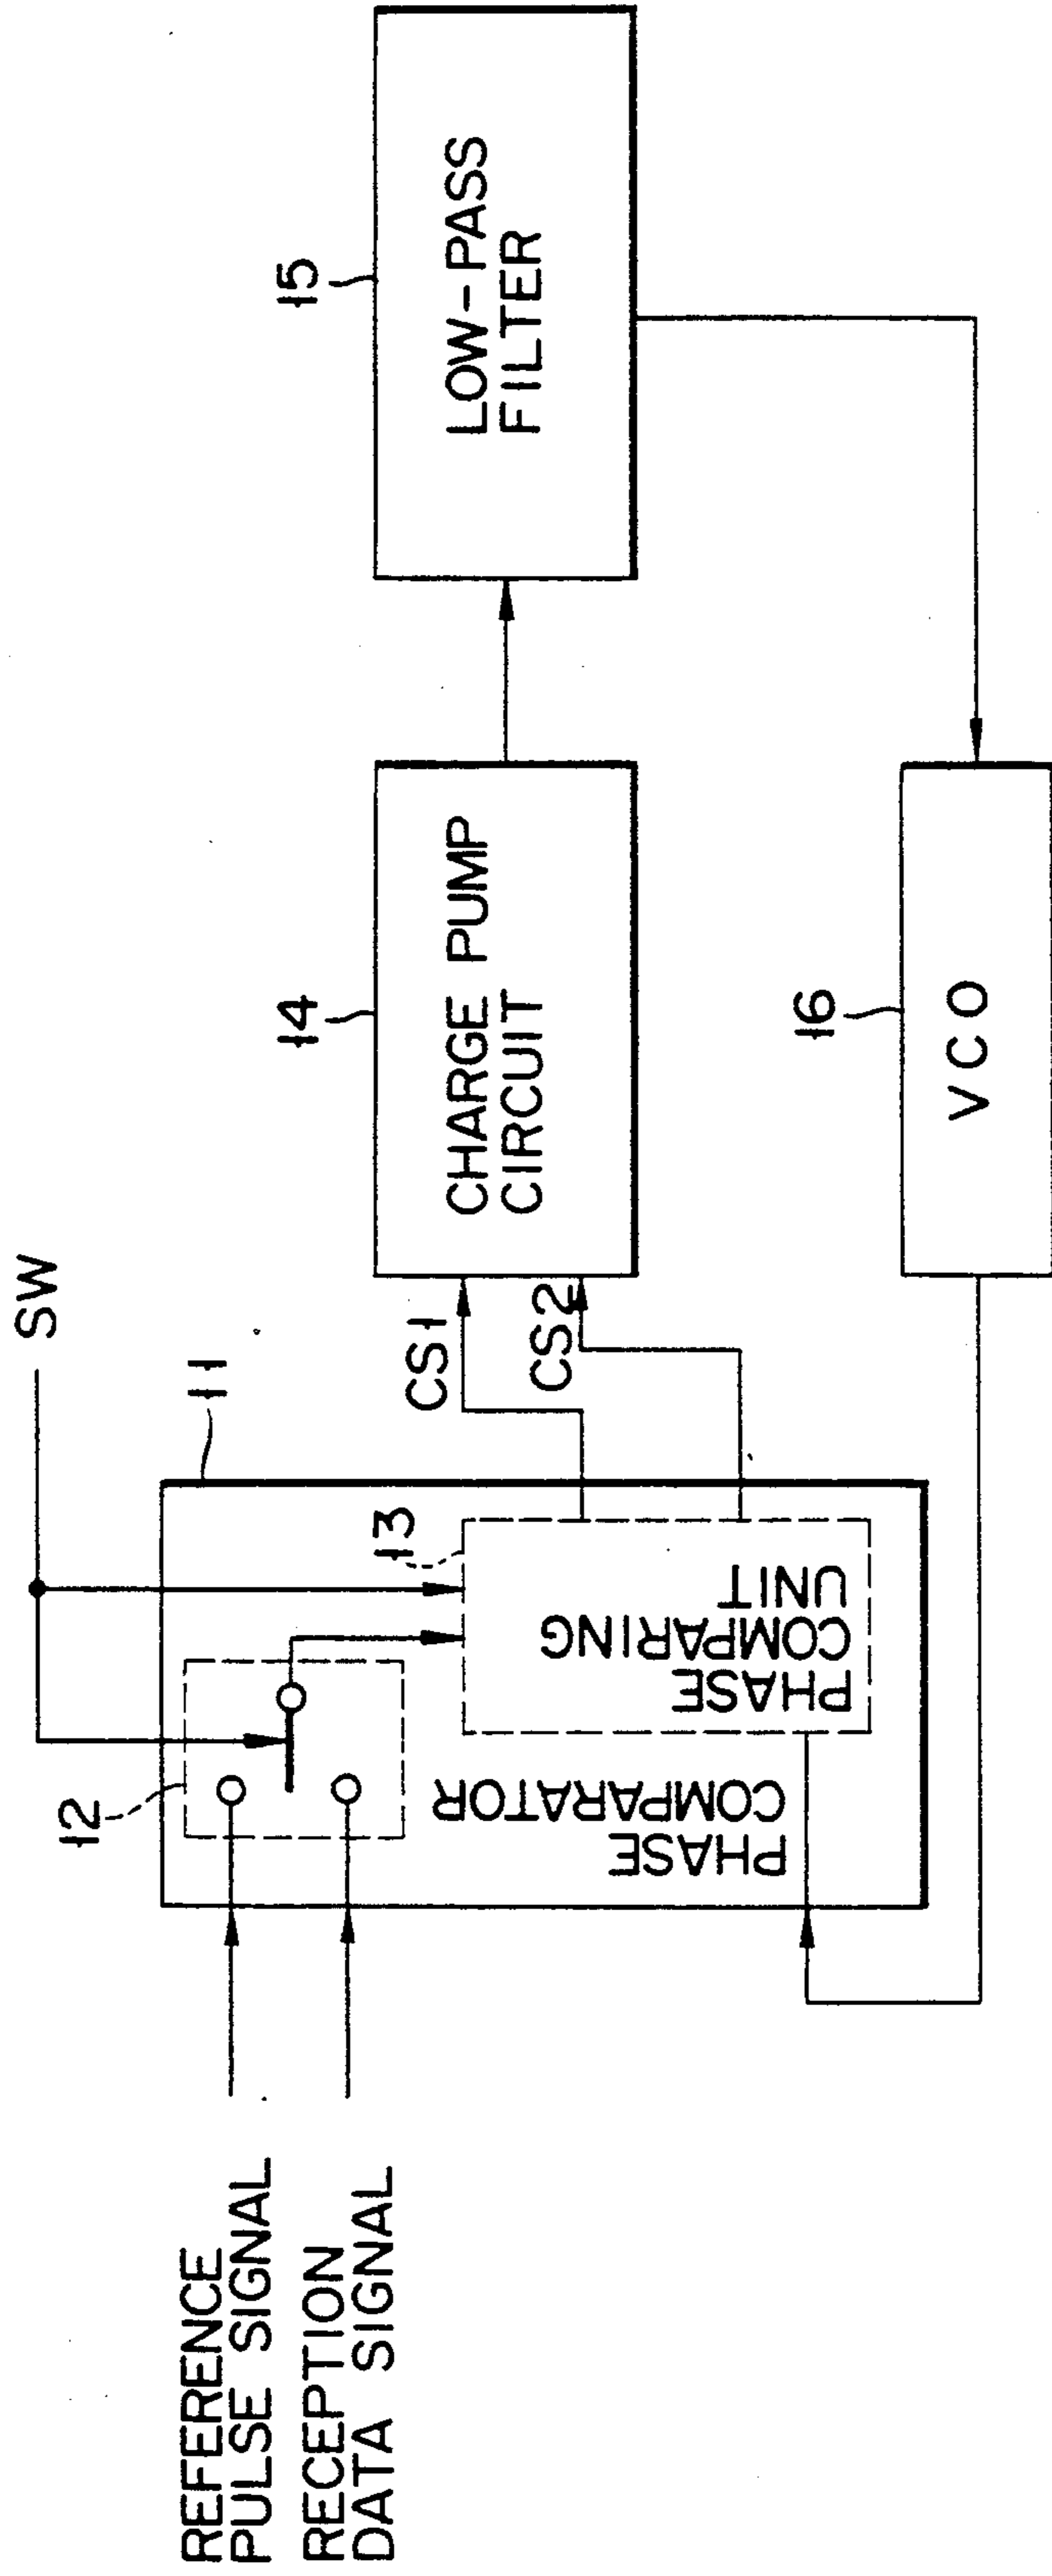 SW
REFERENCE
PULSE SIGNAL
RECEPTION
DATA SIGNAL
12
11
13
PHASE
COMPARATOR
PHASE
COMPARING
UNIT
CS1
CS2
14
CHARGE PUMP
CIRCUIT
15
LOW-PASS
FILTER
16
VCO